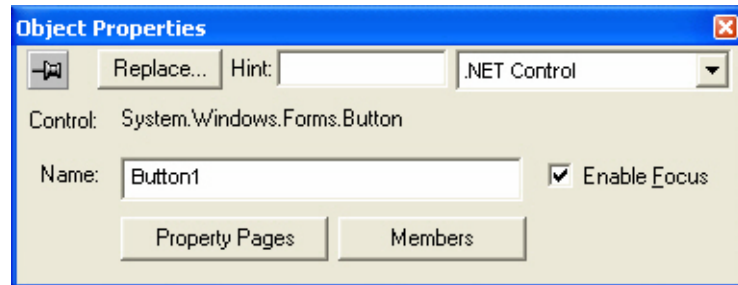 Object Properties
Replace... Hint: .NET Control
Control: System.Windows.Forms.Button
Name: Button1 Enable Focus
Property Pages Members